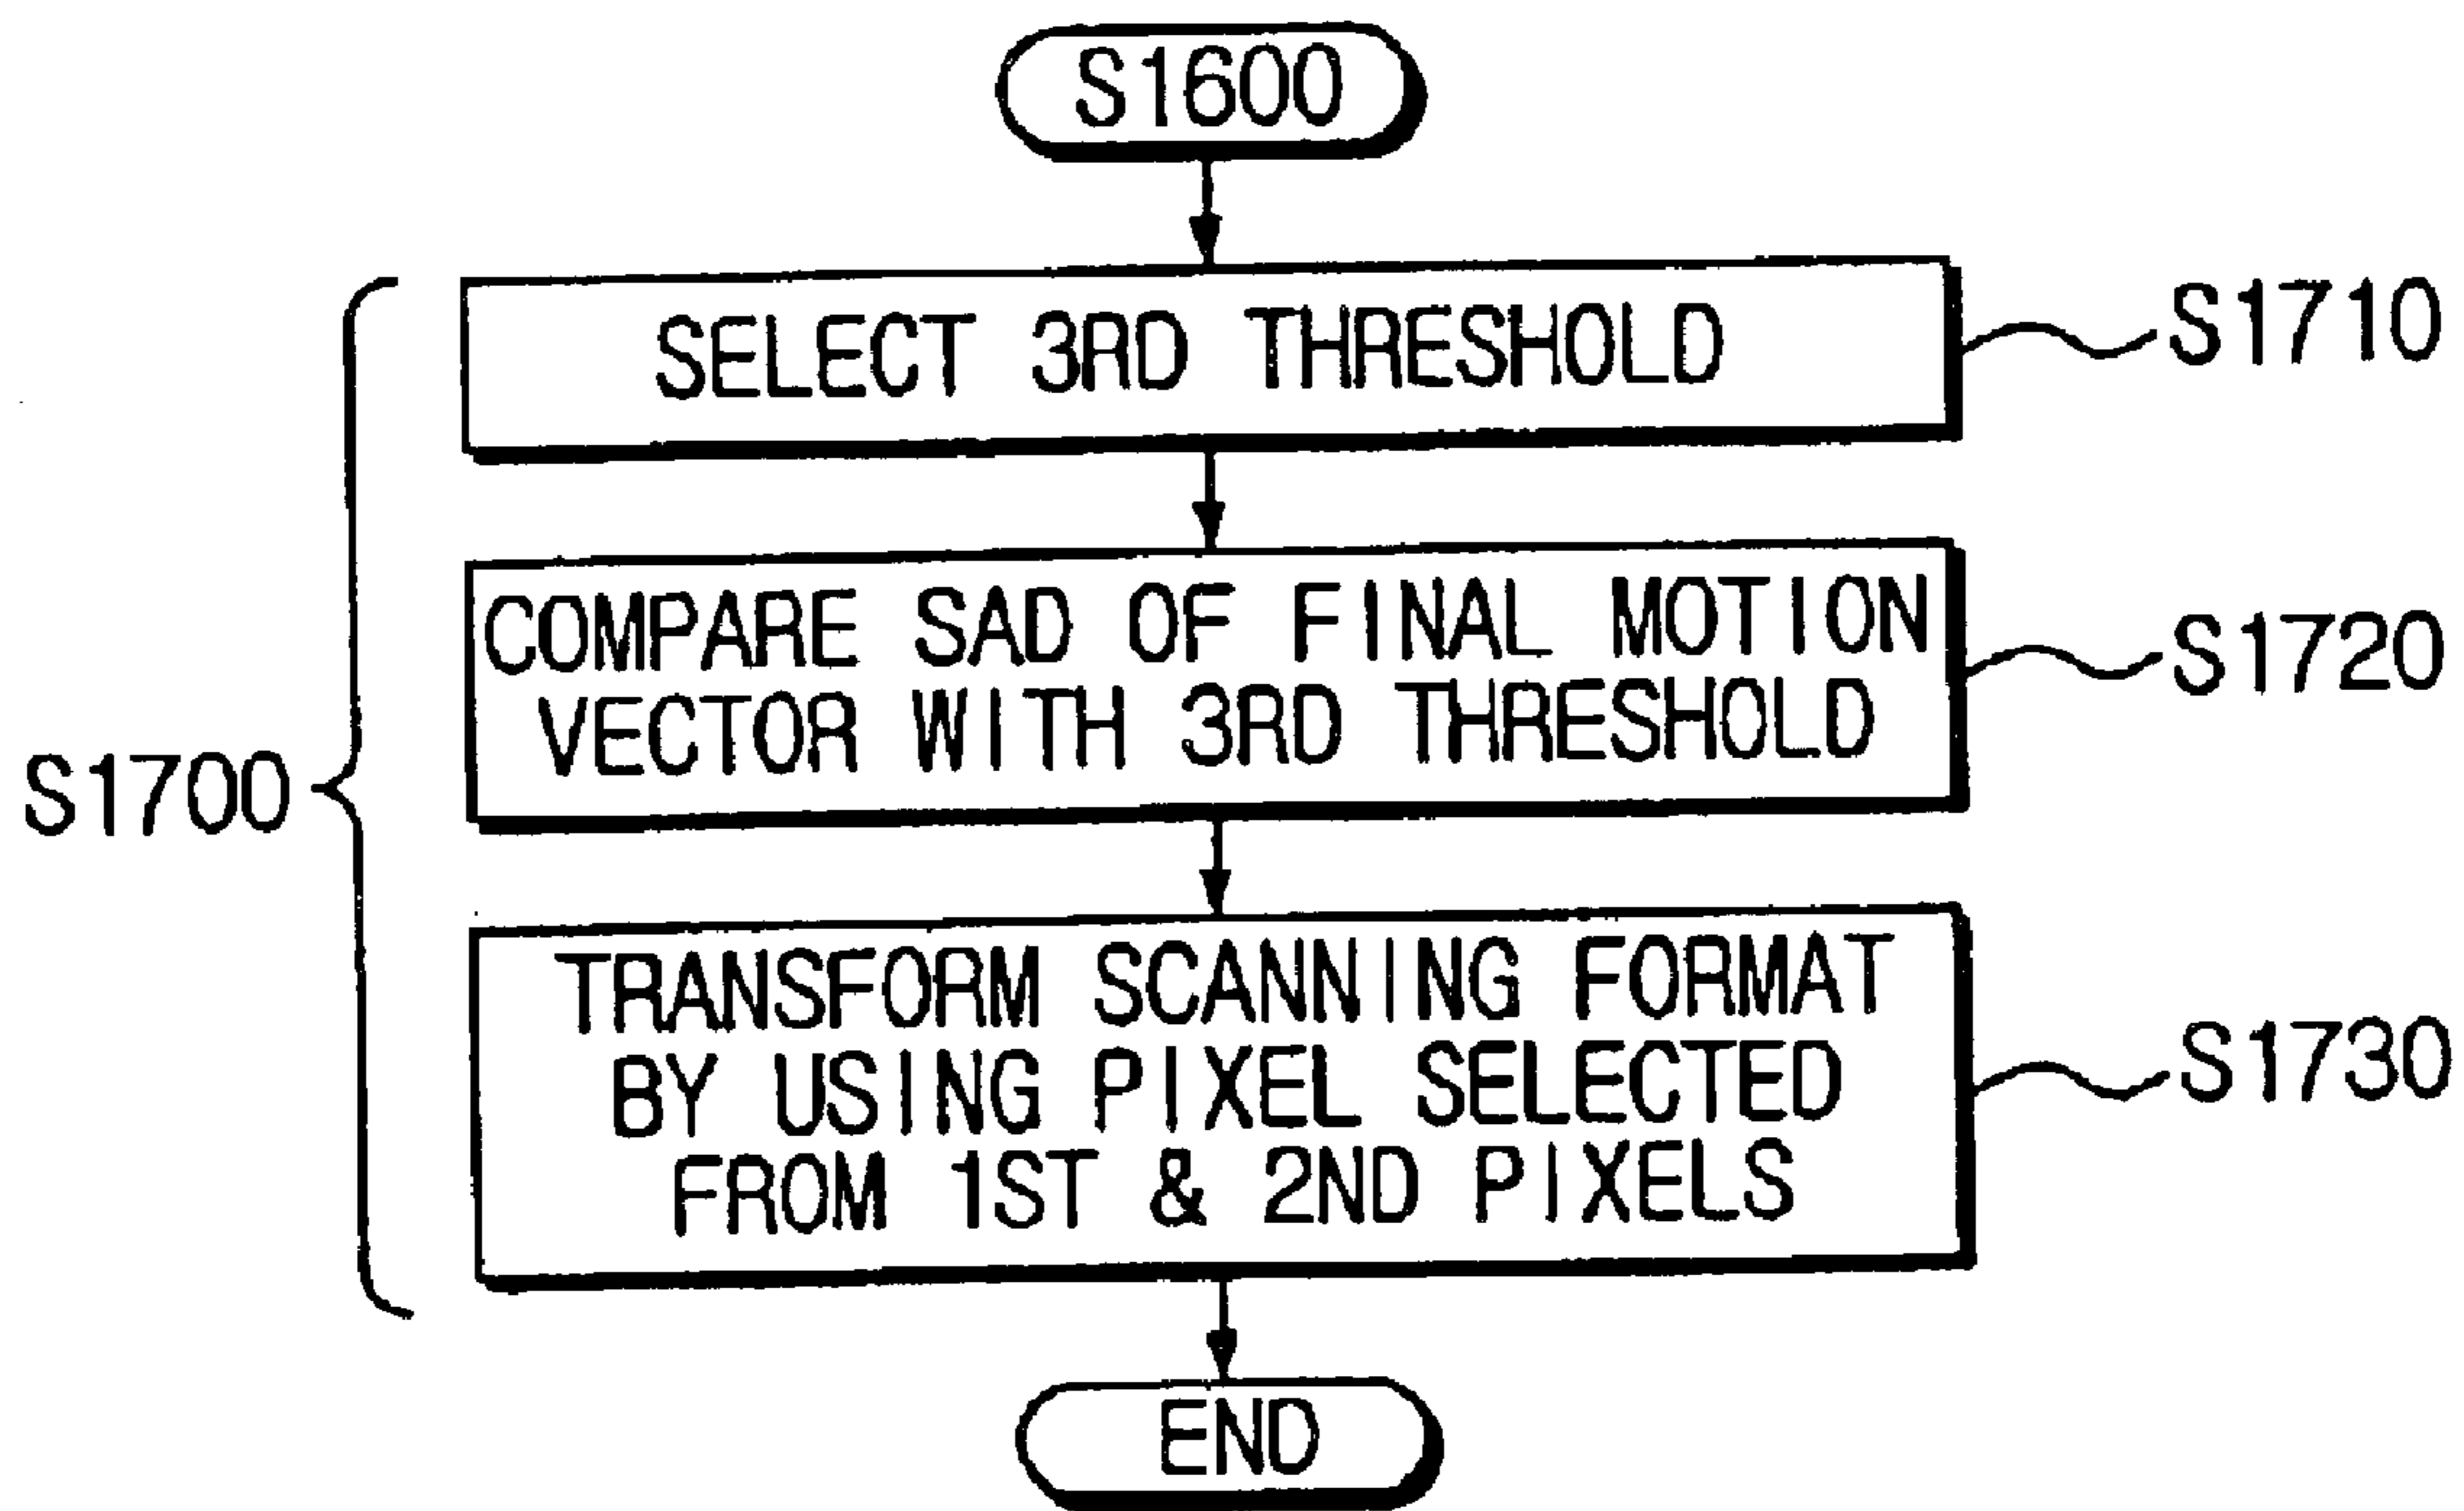 S1600
SELECT 3RD THRESHOLD
S1710
COMPARE SAD OF FINAL MOTION
VECTOR WITH 3RD THRESHOLD
S1720
S1700
TRANSFORM SCANNING FORMAT
BY USING PIXEL SELECTED
FROM 1ST & 2ND PIXELS
S1730
END